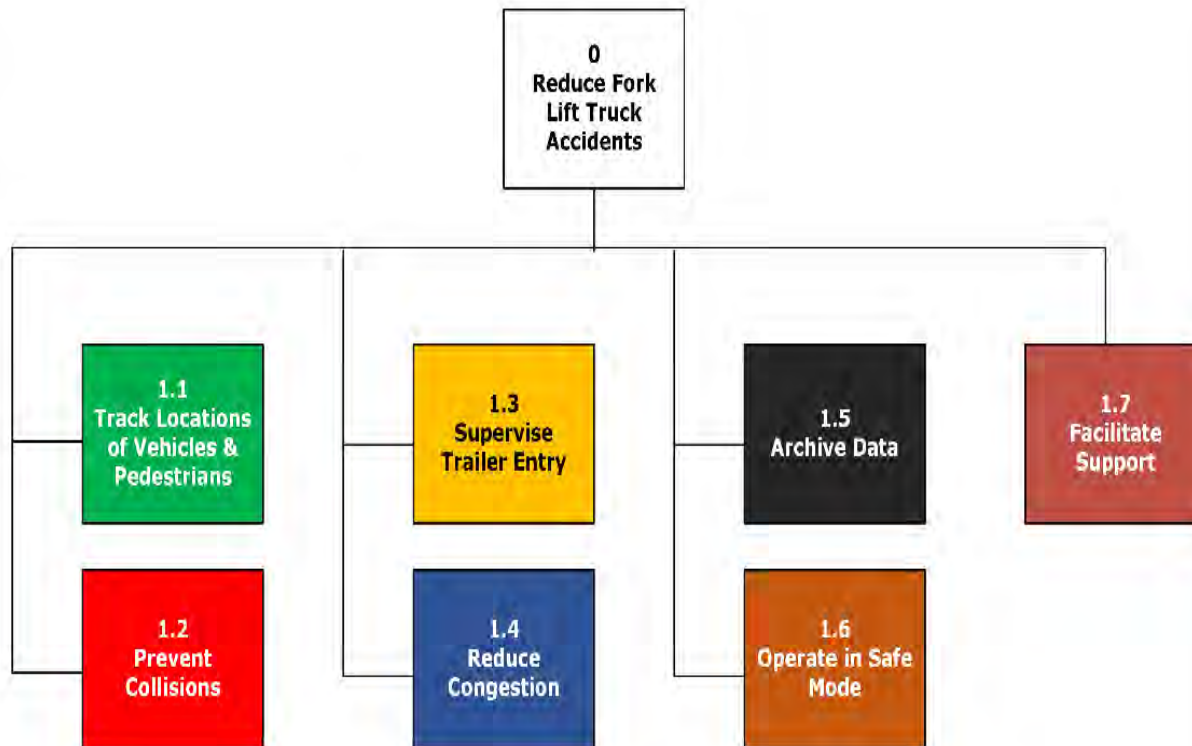 0
Reduce Fork
Lift Truck
Accidents
1.1
Track Locations
of Vehicles &
Pedestrians
1.2
Prevent
Collisions
1.3
Supervise
Trailer Entry
1.4
Reduce
Congestion
1.5
Archive Data
1.6
Operate in Safe
Mode
1.7
Facilitate
Support